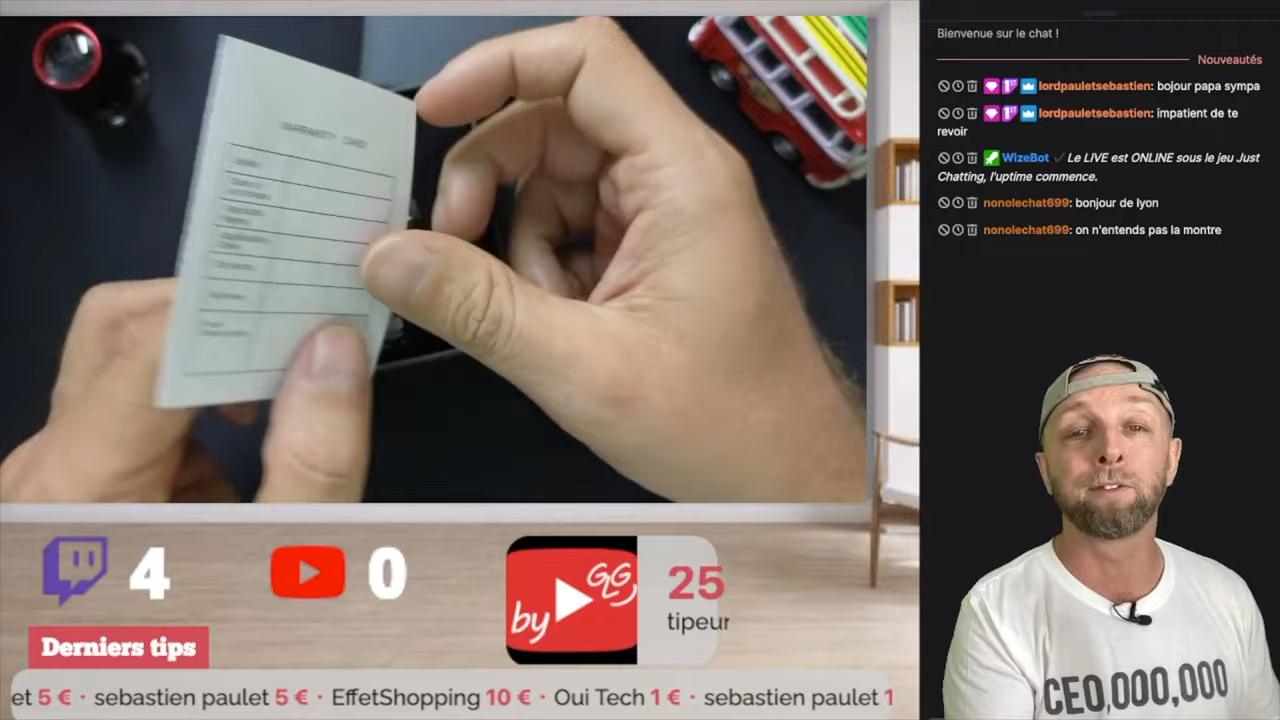 Bienvenue sur le chat !
Nouveautés
lordpauletsebastien: bojour papa sympa
lordpauletsebastien: impatient de te
revoir
WizeBot ✓ Le LIVE est ONLINE sous le jeu Just
Chatting, l'uptime commence.
nonolechat699: bonjour de lyon
nonolechat699: on n'entends pas la montre
WARRANTY CARD
4
0
by GLG
25
tipeur
Derniers tips
et 5 € · sebastien paulet 5 € · EffetShopping 10 € · Oui Tech 1 € · sebastien paulet 1
CEO,000,000